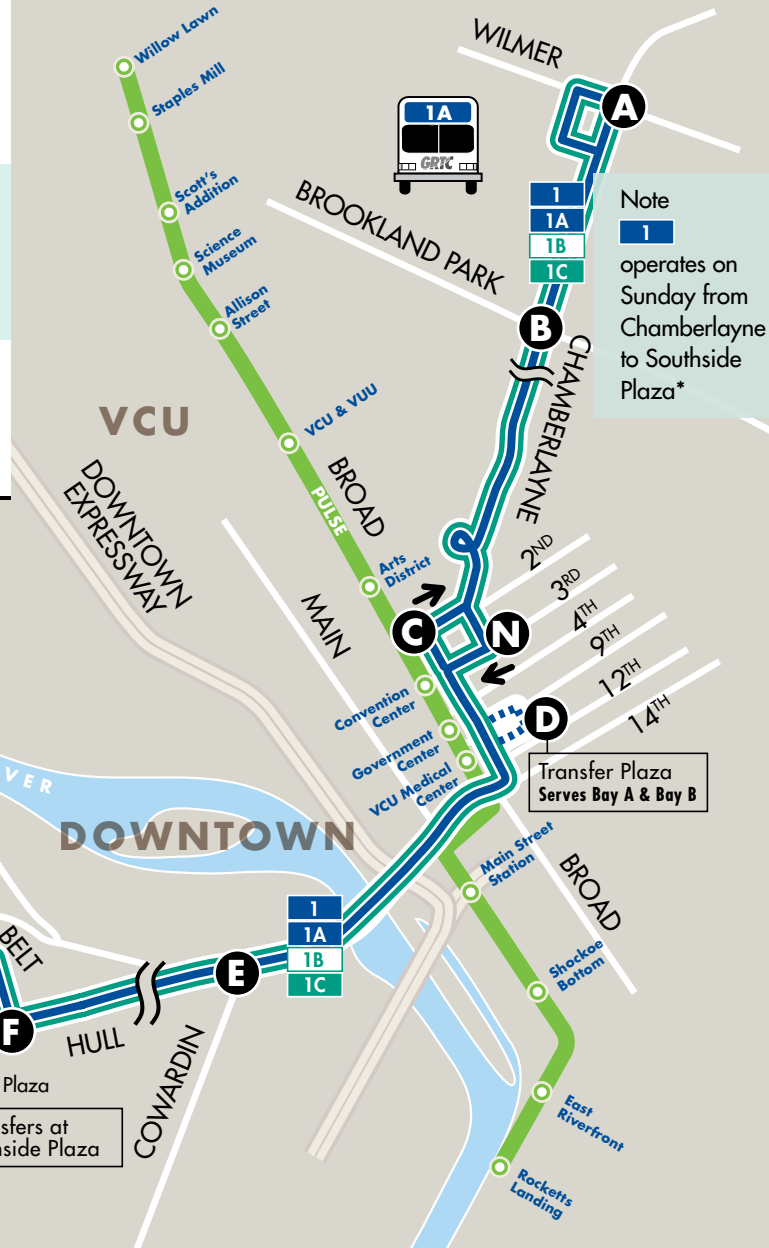 Willow Lawn
Staples Mill
Scott's
Addition
Science
Museum
Allison
Street
VCU & VUU
VCU
BROAD
PULSE
Arts
District
WILMER
A
1A
GRTC
BROOKLAND PARK
1
1A
1B
1C
Note
1
operates on
Sunday from
Chamberlayne
to Southside
Plaza*
B
CHAMBERLAYNE
DOWNTOWN
EXPRESSWAY
MAIN
2ND
3RD
4TH
9TH
12TH
14TH
C
N
D
Convention
Center
Government
Center
VCU Medical
Center
Transfer Plaza
Serves Bay A & Bay B
VER
DOWNTOWN
Main Street
Station
BROAD
Shockoe
Bottom
East
Riverfront
Rocketts
Landing
1
1A
1B
1C
E
BELT
F
HULL
COWARDIN
Plaza
sfers at
side Plaza